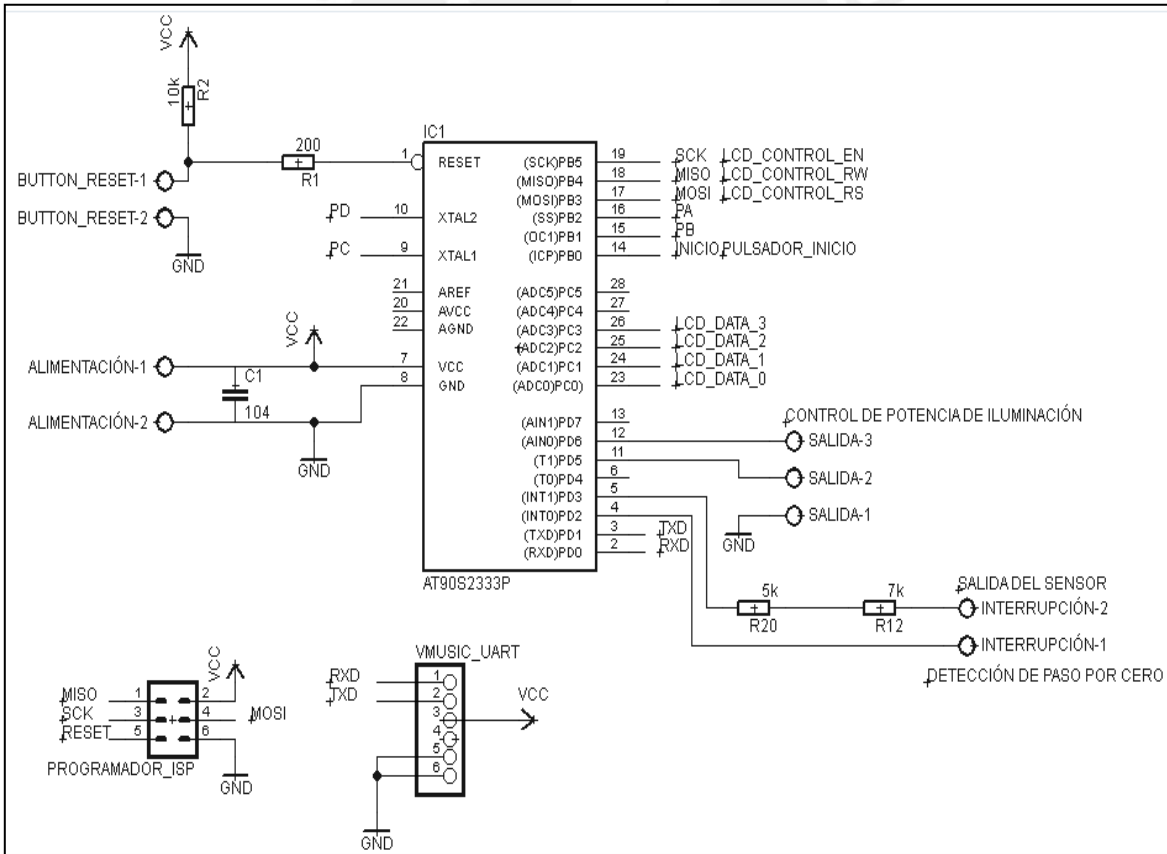 VCC
10k
R2
200
R1
BUTTON_RESET-1
BUTTON_RESET-2
GND
PD
PC
IC1
1 RESET
10 XTAL2
9 XTAL1
21 AREF
20 AVCC
22 AGND
7 VCC
8 GND
(SCK)PB5 19 SCK LCD_CONTROL_EN
(MISO)PB4 18 MISO LCD_CONTROL_RW
(MOSI)PB3 17 MOSI LCD_CONTROL_RS
(SS)PB2 16 PA
(OC1)PB1 15 PB
(ICP)PB0 14 INICIO PULSADOR_INICIO
(ADC5)PC5 28
(ADC4)PC4 27
(ADC3)PC3 26 LCD_DATA_3
(ADC2)PC2 25 LCD_DATA_2
(ADC1)PC1 24 LCD_DATA_1
(ADC0)PC0) 23 LCD_DATA_0
(AIN1)PD7 13
(AIN0)PD6 12
(T1)PD5 11
(T0)PD4 6
(INT1)PD3 5
(INT0)PD2 4
(TXD)PD1 3 TXD
(RXD)PD0 2 RXD
AT90S2333P
VCC
ALIMENTACIÓN-1
C1
104
ALIMENTACIÓN-2
GND
CONTROL DE POTENCIA DE ILUMINACIÓN
SALIDA-3
SALIDA-2
SALIDA-1
GND
SALIDA DEL SENSOR
5k
R20
7k
R12
INTERRUPCIÓN-2
INTERRUPCIÓN-1
DETECCIÓN DE PASO POR CERO
VCC
MISO 1 2
SCK 3 4 MOSI
RESET 5 6
PROGRAMADOR_ISP
GND
VMUSIC_UART
RXD 1
TXD 2
3 VCC
4
5
6
GND